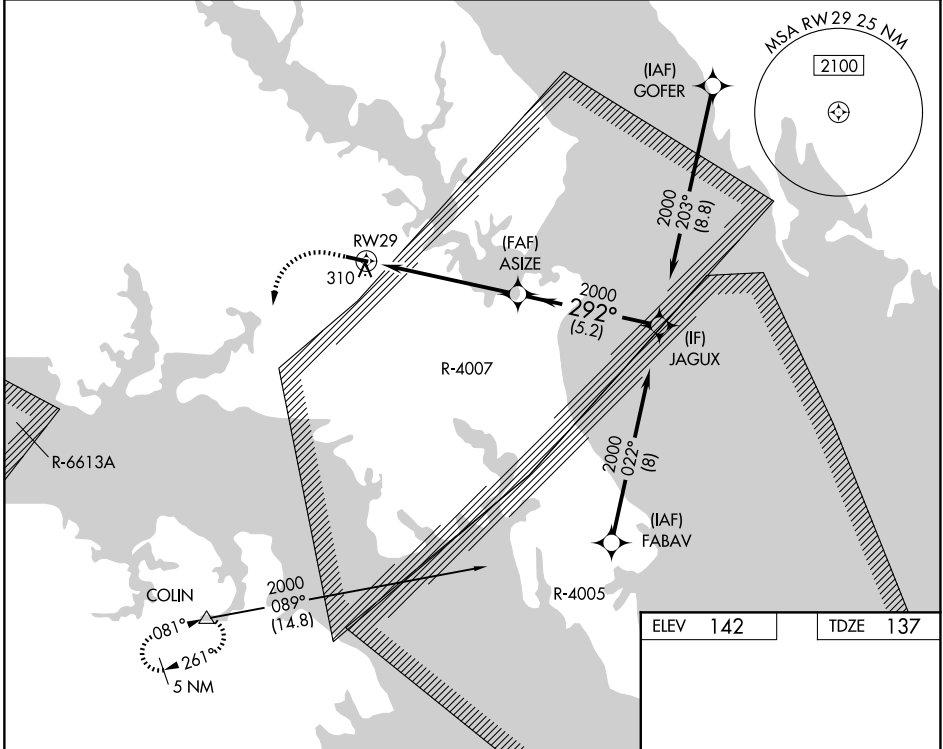 MSA RW29 25 NM
2100
(IAF)
GOFER
2000
203°
(8.8)
RW29
310
(FAF)
ASIZE
2000
292°
(5.2)
(IF)
JAGUX
R-4007
R-6613A
2000
022°
(8)
(IAF)
FABAV
R-4005
COLIN
2000
089°
(14.8)
081°
261°
5 NM
ELEV 142
TDZE 137